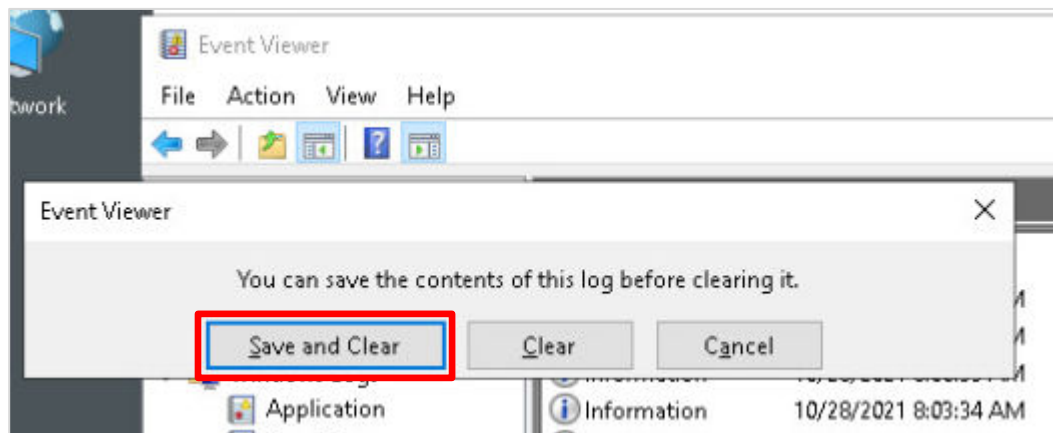 Event Viewer
twork
File Action View Help
Event Viewer
You can save the contents of this log before clearing it.
Save and Clear Clear Cancel
Application
Information 10/28/2021 8:03:34 AM